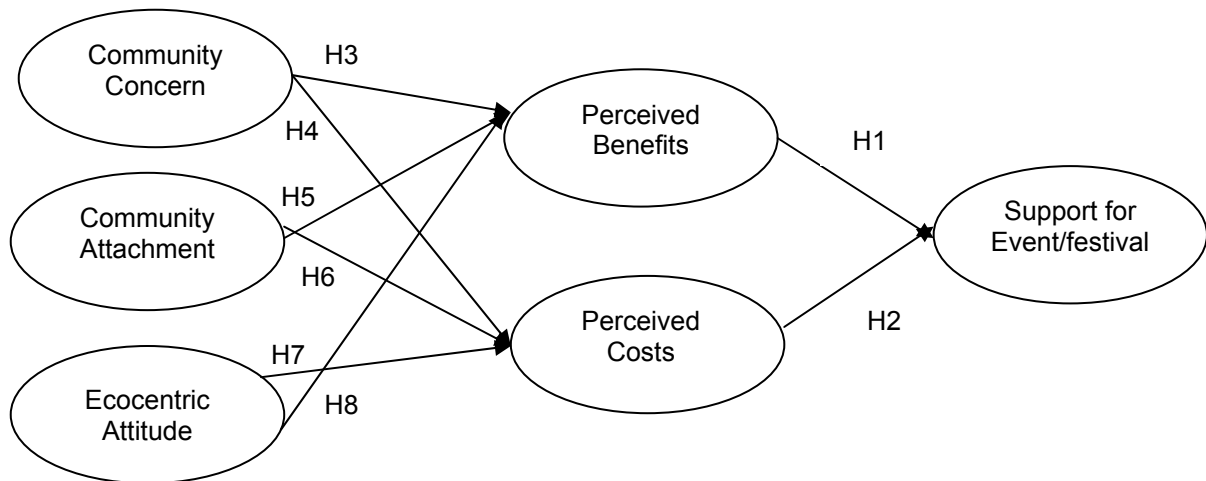 Community
Concern
H3
H4
Community
Attachment
H5
H6
Ecocentric
Attitude
H7
H8
Perceived
Benefits
Perceived
Costs
H1
H2
Support for
Event/festival